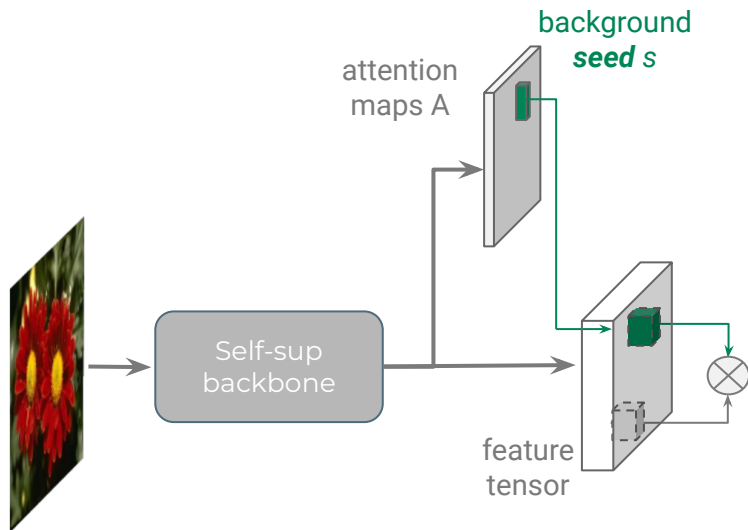 background
seed s
attention
maps A
Self-sup
backbone
feature
tensor